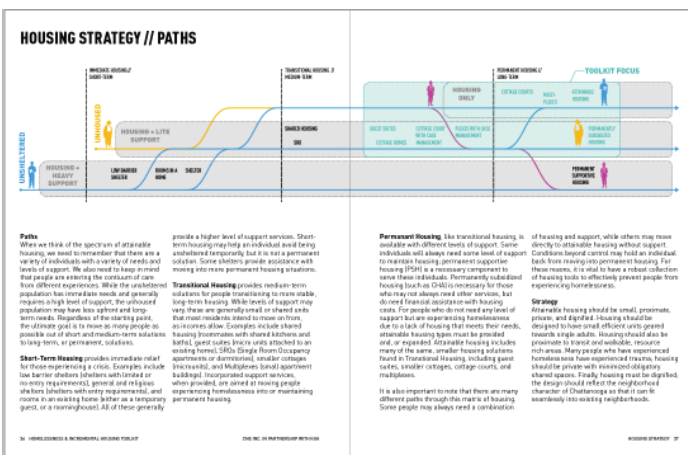 HOUSING STRATEGY // PATHS
IMMEDIATE HOUSING//
SHORT-TERM
TRANSITIONAL HOUSING //
MEDIUM-TERM
PERMANENT HOUSING//
LONG-TERM
TOOLKIT FOCUS
HOUSING
ONLY
COTTAGE COURTS
MULTI-
PLEXES
ATTAINABLE
HOUSING
UNHOUSED
HOUSING + LITE
SUPPORT
SHARED HOUSING
SRO
GUEST SUITES
COTTAGE HOMES
COTTAGE COURT
WITH CASE
MANAGEMENT
PLEXES WITH CASE
MANAGEMENT
PERMANENTLY
SUBSIDIZED
HOUSING
UNSHELTERED
HOUSING +
HEAVY
SUPPORT
LOW BARRIER
SHELTER
ROOMS IN A
HOME
SHELTER
PERMANENT
SUPPORTIVE
HOUSING
Paths
When we think of the spectrum of attainable
housing, we need to remember that there are a
variety of individuals with a variety of needs and
levels of support. We also need to keep in mind
that people are entering the continuum of care
from different experiences. While the unsheltered
population has immediate needs and generally
requires a high level of support, the unhoused
population may have less upfront and long-
term needs. Regardless of the starting point,
the ultimate goal is to move as many people as
possible out of short and medium-term solutions
to long-term, or permanent, solutions.
Short-Term Housing provides immediate relief
for those experiencing a crisis. Examples include
low barrier shelters (shelters with limited or
no entry requirements), general and religious
shelters (shelters with entry requirements), and
rooms in an existing home (either as a temporary
guest, or a roominghouse). All of these generally
provide a higher level of support services. Short-
term housing may help an individual avoid being
unsheltered temporarily, but it is not a permanent
solution. Some shelters provide assistance with
moving into more permanent housing situations.
Transitional Housing provides medium-term
solutions for people transitioning to more stable,
long-term housing. While levels of support may
vary, these are generally small or shared units
that most residents intend to move on from,
as incomes allow. Examples include shared
housing (roommates with shared kitchens and
baths), guest suites (micro units attached to an
existing home), SROs (Single Room Occupancy
apartments or dormitories), smaller cottages
(microunits), and Multiplexes (small apartment
buildings). Incorporated support services,
when provided, are aimed at moving people
experiencing homelessness into or maintaining
permanent housing.
Permanent Housing, like transitional housing, is
available with different levels of support. Some
individuals will always need some level of support
to maintain housing; permanent supportive
housing (PSH) is a necessary component to
serve these individuals. Permanently subsidized
housing (such as CHA) is necessary for those
who may not always need other services, but
do need financial assistance with housing
costs. For people who do not need any level of
support but are experiencing homelessness
due to a lack of housing that meets their needs,
attainable housing types must be provided
and, or expanded. Attainable housing includes
many of the same, smaller housing solutions
found in Transitional Housing, including guest
suites, smaller cottages, cottage courts, and
multiplexes.
It is also important to note that there are many
different paths through this matrix of housing.
Some people may always need a combination
of housing and support, while others may move
directly to attainable housing without support.
Conditions beyond control may hold an individual
back from moving into permanent housing. For
these reasons, it is vital to have a robust collection
of housing tools to effectively prevent people from
experiencing homelessness.
Strategy
Attainable housing should be small, proximate,
private, and dignified. Housing should be
designed to have small efficient units geared
towards single adults. Housing should also be
proximate to transit and walkable, resource
rich areas. Many people who have experienced
homelessness have experienced trauma, housing
should be private with minimized obligatory
shared spaces. Finally, housing must be dignified,
the design should reflect the neighborhood
character of Chattanooga so that it can fit
seamlessly into existing neighborhoods.
36 HOMELESSNESS & INCREMENTAL HOUSING TOOLKIT
INC. IN PARTNERSHIP WITH
HOUSING STRATEGY 37